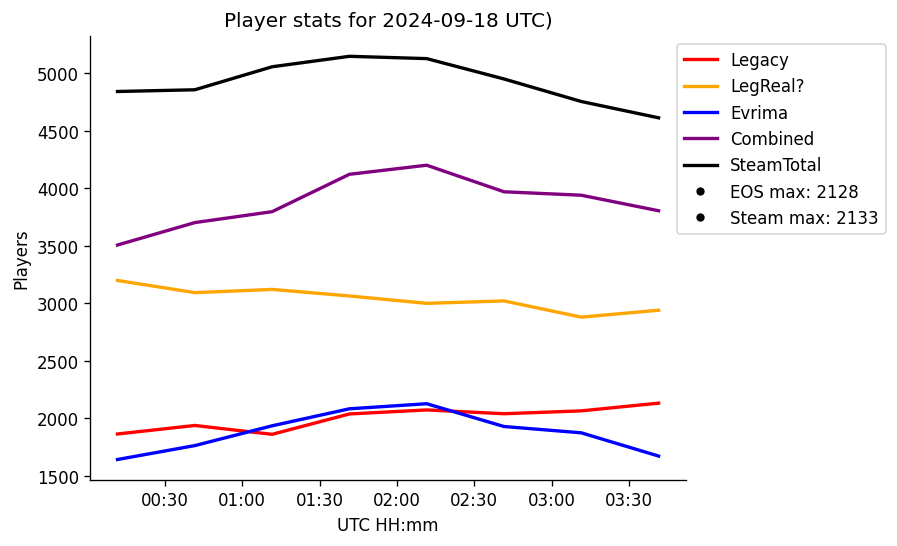 Player stats for 2024-09-18 UTC)
Players
5000
4500
4000
3500
3000
2500
2000
1500
00:30 01:00 01:30 02:00 02:30 03:00 03:30
UTC HH:mm
Legacy
LegReal?
Evrima
Combined
SteamTotal
EOS max: 2128
Steam max: 2133